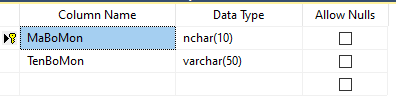 Column Name Data Type Allow Nulls
MaBoMon nchar(10)
TenBoMon varchar(50)